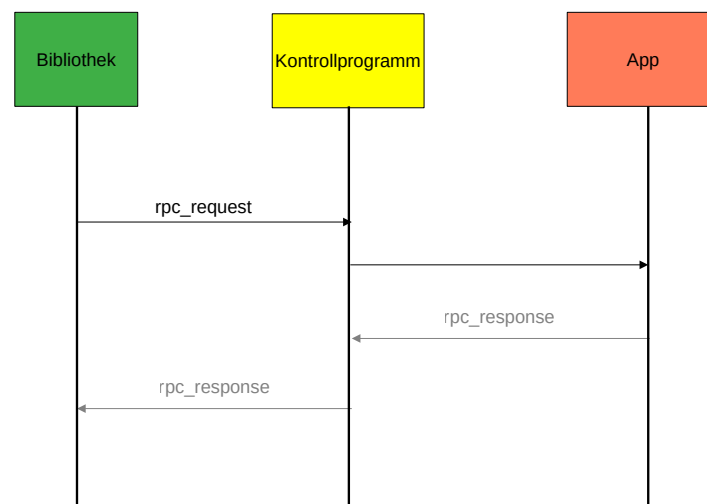 Bibliothek
Kontrollprogramm
App
rpc_request
rpc_response
rpc_response